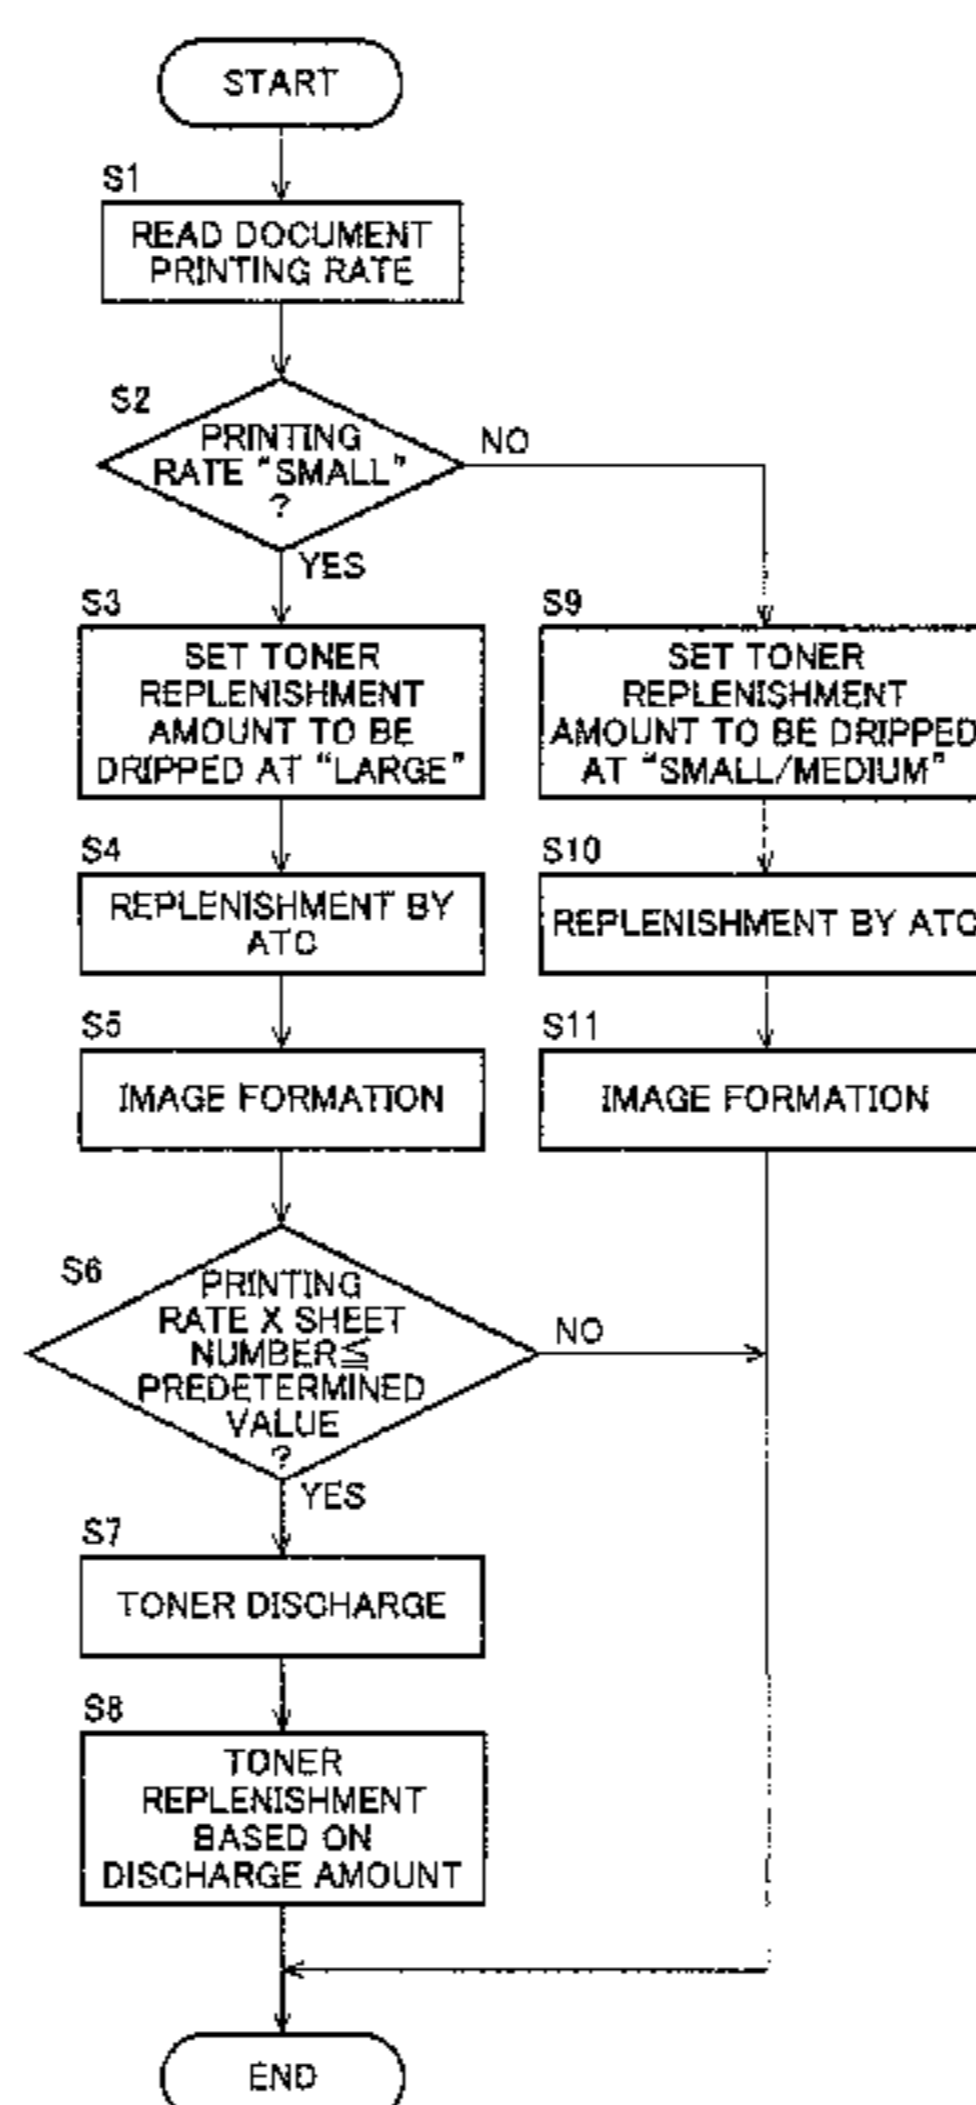 START
S1
READ DOCUMENT
PRINTING RATE
S2
PRINTING
RATE "SMALL"
?
NO
YES
S3
SET TONER
REPLENISHMENT
AMOUNT TO BE
DRIPPED AT "LARGE"
S9
SET TONER
REPLENISHMENT
AMOUNT TO BE DRIPPED
AT "SMALL/MEDIUM"
S4
REPLENISHMENT BY
ATC
S10
REPLENISHMENT BY ATC
S5
IMAGE FORMATION
S11
IMAGE FORMATION
S6
PRINTING
RATE X SHEET
NUMBER≦
PREDETERMINED
VALUE
?
NO
YES
S7
TONER DISCHARGE
S8
TONER
REPLENISHMENT
BASED ON
DISCHARGE AMOUNT
END